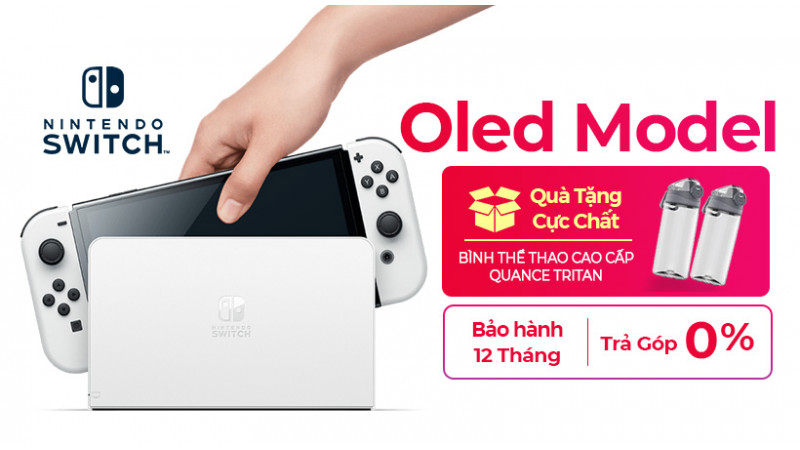 NINTENDO
SWITCH™
Oled Model
Quà Tặng
Cực Chất
BÌNH THỂ THAO CAO CẤP
QUANCE TRITAN
Bảo hành
12 Tháng
Trả Góp 0%
NINTENDO
SWITCH